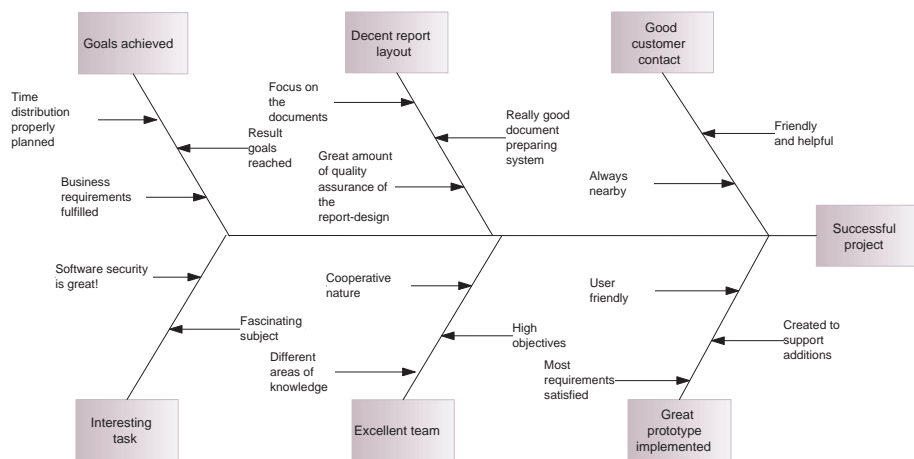 Goals achieved
Decent report
layout
Good
customer
contact
Time
distribution
properly
planned
Result
goals
reached
Business
requirements
fulfilled
Focus on
the
documents
Really good
document
preparing
system
Great amount
of quality
assurance of
the
report-design
Friendly
and helpful
Always
nearby
Successful
project
Software security
is great!
Fascinating
subject
Interesting
task
Cooperative
nature
High
objectives
Different
areas of
knowledge
Excellent team
User
friendly
Created to
support
additions
Most
requirements
satisfied
Great
prototype
implemented